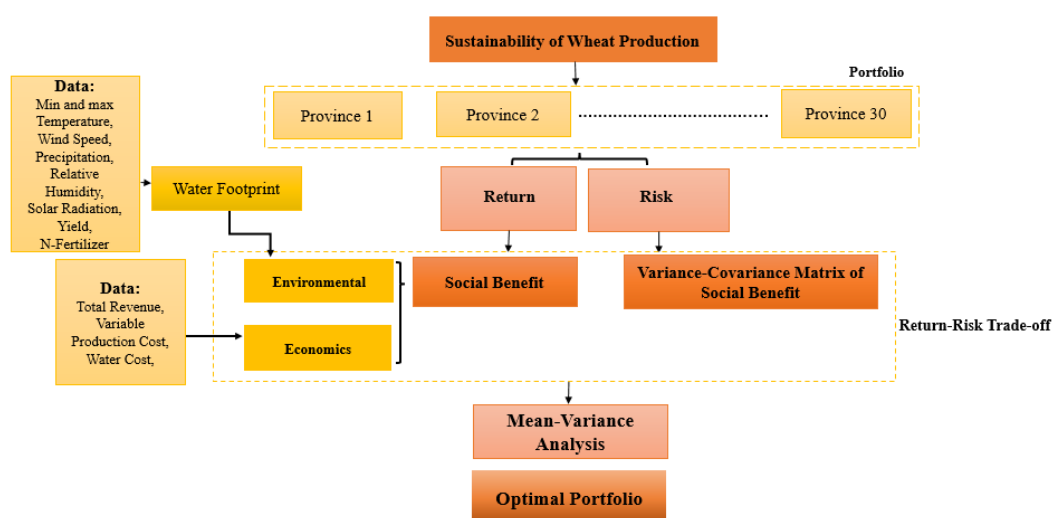 Sustainability of Wheat Production
Portfolio
Province 1
Province 2
Province 30
Data:
Min and max
Temperature,
Wind Speed,
Precipitation,
Relative
Humidity,
Solar Radiation,
Yield,
N-Fertilizer
Water Footprint
Return
Risk
Environmental
Social Benefit
Variance-Covariance Matrix of
Social Benefit
Data:
Total Revenue,
Variable
Production Cost,
Water Cost,
Economics
Return-Risk Trade-off
Mean-Variance
Analysis
Optimal Portfolio